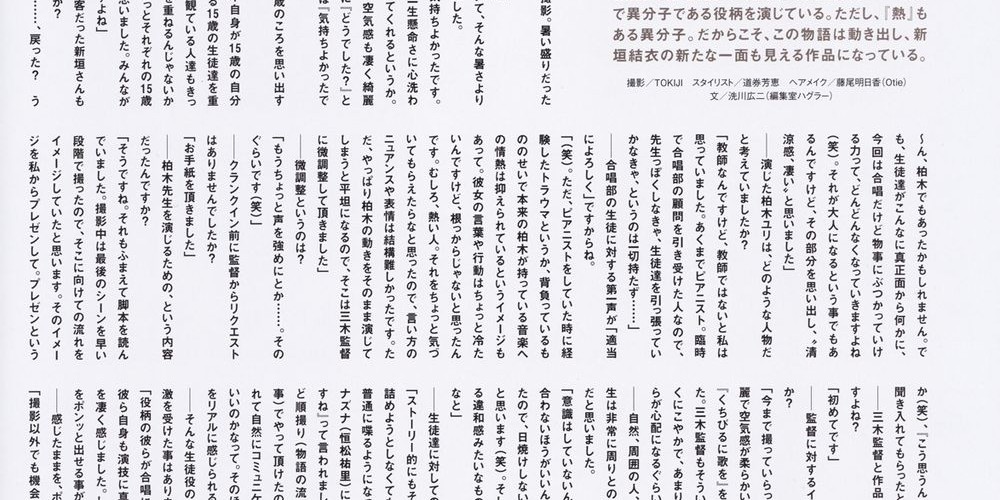 で異分子である役柄を演じている。ただし、『熱』も
ある異分子。だからこそ、この物語は動き出し、新
垣結衣の新たな一面も見える作品になっている。
撮影／TOKIJI　スタイリスト／道券芳恵　ヘアメイク／藤尾明日香(Otie)
文／洗川広二(編集室ハグラー)
撮影。暑い盛りだった
て、そんな暑さより
した。
持ちよかったです。
生懸命に心洗わ
れてくれるというか。
空気感も凄く綺麗
に『どうでした？』と
は『気持ちよかったで
歳のころを思い出す
自身が15歳の自分
る15歳の生徒達を重
観ている人達もきっ
を重ねるんじゃないか
っとそれぞれの15歳
思いました。みんなが
よね」
客だった新垣さんも
か？
……。戻った？　う
〜ん、柏木でもあったかもしれません。で
も、生徒達がこんなに真正面から何かに、
今回は合唱だけど物事にぶつかっていけ
る力って、どんどんなくなっていきますよね
（笑）。それが大人になるという事でもあ
るんですけど、その部分を思い出し、〝清
涼感、凄い〟と思いました」
――演じた柏木ユリは、どのような人物だ
と考えていましたか？
「教師なんですけど、教師ではないと私は
思っていました。あくまでピアニスト。臨時
で合唱部の顧問を引き受けた人なので、
先生っぽくしなきゃ、生徒達を引っ張ってい
かなきゃ、というのは一切持たず……」
――合唱部の生徒に対する第一声が「適当
によろしく」ですからね。
「（笑）。ただ、ピアニストをしていた時に経
験したトラウマというか、背負っているも
ののせいで本来の柏木が持っている音楽へ
の情熱は抑えられているというイメージも
あって。彼女の言葉や行動はちょっと冷た
いんですけど、根っからじゃないと思ったん
です。むしろ、熱い人。それをちょっと気づ
いてもらえたらなと思ったので、言い方の
ニュアンスや表情は結構難しかったです。た
だ、やっぱり柏木の動きをそのまま演じて
しまうと平坦になるので、そこは三木監督
に微調整して頂きました」
――微調整というのは？
「もうちょっと声を強めにとか……。その
ぐらいです（笑）」
――クランクイン前に監督からリクエスト
はありませんでしたか？
「お手紙を頂きました」
――柏木先生を演じるための、という内容
だったんですか？
「そうですね。それもふまえて脚本を読ん
でいました。撮影中は最後のシーンを早い
段階で撮ったので、そこに向けての流れを
イメージしていたと思います。そのイメー
ジを私からプレゼンして。プレゼンという
か（笑）、『こう思うん
聞き入れてもらった
――三木監督と作品
すよね？
「初めてです」
――監督に対するイ
か？
「今まで撮っていら
麗で空気感が柔らか
『くちびるに歌を』を
た。三木監督もそう
くにこやかで、あまり
らが心配になるぐらい
――自然、周囲の人、
生は非常に周りとの
だと思いました。
「意識はしていない
合わないほうがいいん
たので、日焼けしない
と思います（笑）。そ
る違和感みたいなもの
なと」
――生徒達に対しての
「ストーリー的にもそ
詰めようとしなくて
普通に喋るようにな
ナズナ（恒松祐里）に
すね』って言われまし
ど順撮り（物語の流
事）でやって頂けたの
れて自然にコミュニケ
いいのかなって。そのほ
をリアルに感じられる
――そんな生徒役の
激を受けた事はあり
「役柄の彼らが合唱に
彼ら自身も演技に真
を凄く感じました。し
をポンッと出せる事が
――感じたままを、ポ
「撮影以外でも機会